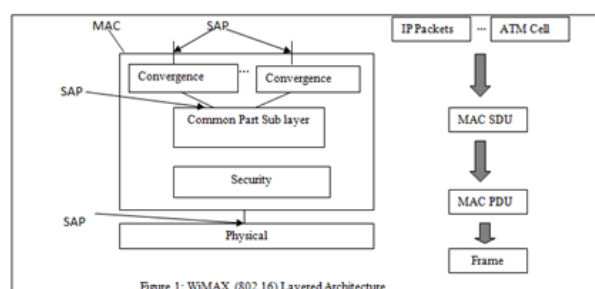 MAC SAP
IP Packets ... ATM Cell
Convergence ... Convergence
SAP
Common Part Sub layer
MAC SDU
Security
MAC PDU
SAP
Physical
Frame
Figure 1: WiMAX (802.16) Layered Architecture